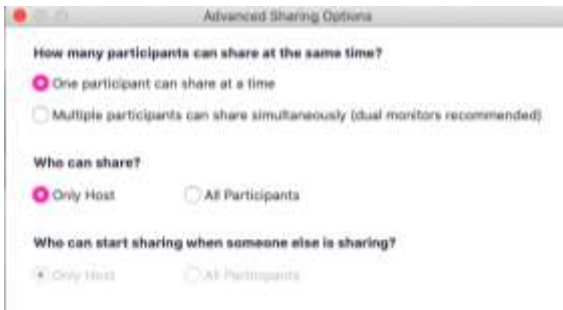 Advanced Sharing Options
How many participants can share at the same time?
One participant can share at a time
Multiple participants can share simultaneously (dual monitors recommended)
Who can share?
Only Host All Participants
Who can start sharing when someone else is sharing?
Only Host All Participants